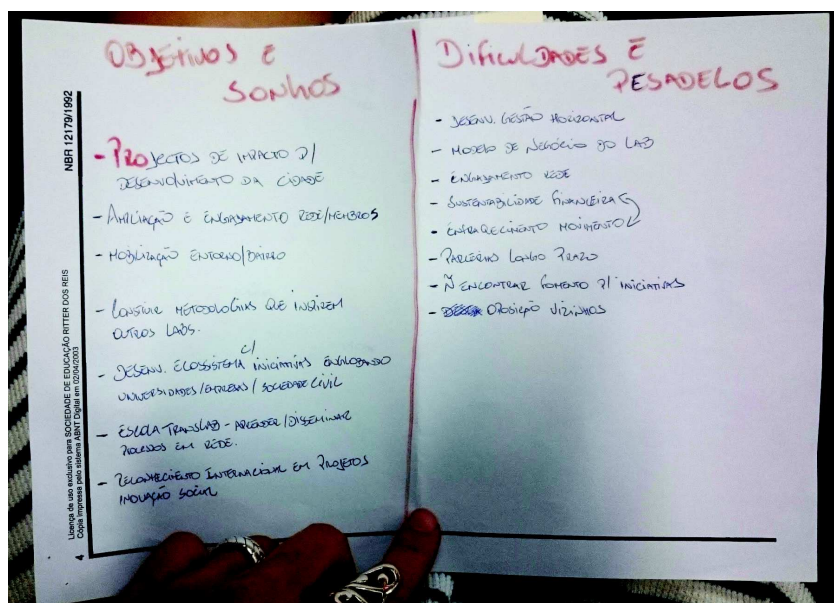 OBJETIVOS E
SONHOS
- PROJECTOS DE IMPACTO P/
DESENVOLVIMENTO DA CIDADE
- AMPLIAÇÃO E ENGAJAMENTO REDE/MEMBROS
- MOBILIZAÇÃO ENTORNO/BAIRRO
- CONSTRUIR METODOLOGIAS QUE INSPIREM
OUTROS LABS.
- DESENV. ECOSSISTEMA C/ INICIATIVAS ENGLOBANDO
UNIVERSIDADES/EMPRESAS/SOCIEDADE CIVIL
- ESCOLA TRANSLAB - APRENDER/DISSEMINAR
PROCESSOS EM REDE.
- RECONHECIMENTO INTERNACIONAL EM PROJETOS
INOVAÇÃO SOCIAL
DIFICULDADES E
PESADELOS
- DESENV. GESTÃO HORIZONTAL
- MODELO DE NEGÓCIO DO LAB
- ENGAJAMENTO REDE
- SUSTENTABILIDADE FINANCEIRA
- ENFRAQUECIMENTO MOVIMENTO
- PARCERIAS LONGO PRAZO
- Ñ ENCONTRAR FOMENTO P/ INICIATIVAS
- OPOSIÇÃO VIZINHOS
NBR 12179/1992
Licença de uso exclusivo para SOCIEDADE DE EDUCAÇÃO RITTER DOS REIS
Cópia impressa pelo sistema ABNT Digital em 02/04/2003
4